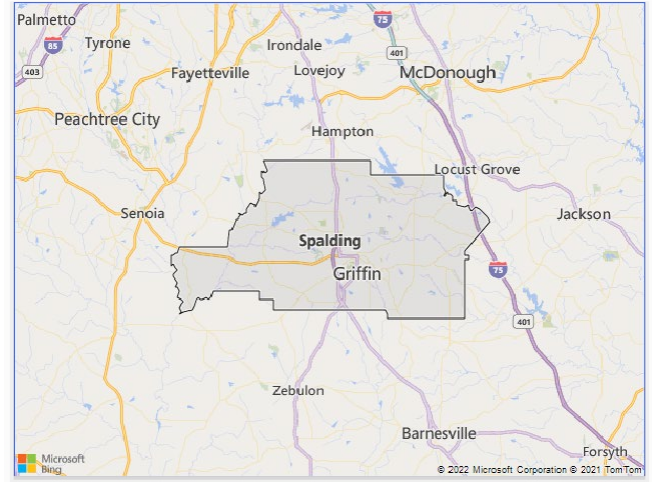 Palmetto
75
Tyrone
Irondale
85
401
403
Fayetteville
Lovejoy
McDonough
Peachtree City
Hampton
Locust Grove
Senoia
Jackson
Spalding
Griffin
75
401
Zebulon
Barnesville
Forsyth
Microsoft
Bing
© 2022 Microsoft Corporation © 2021 TomTom